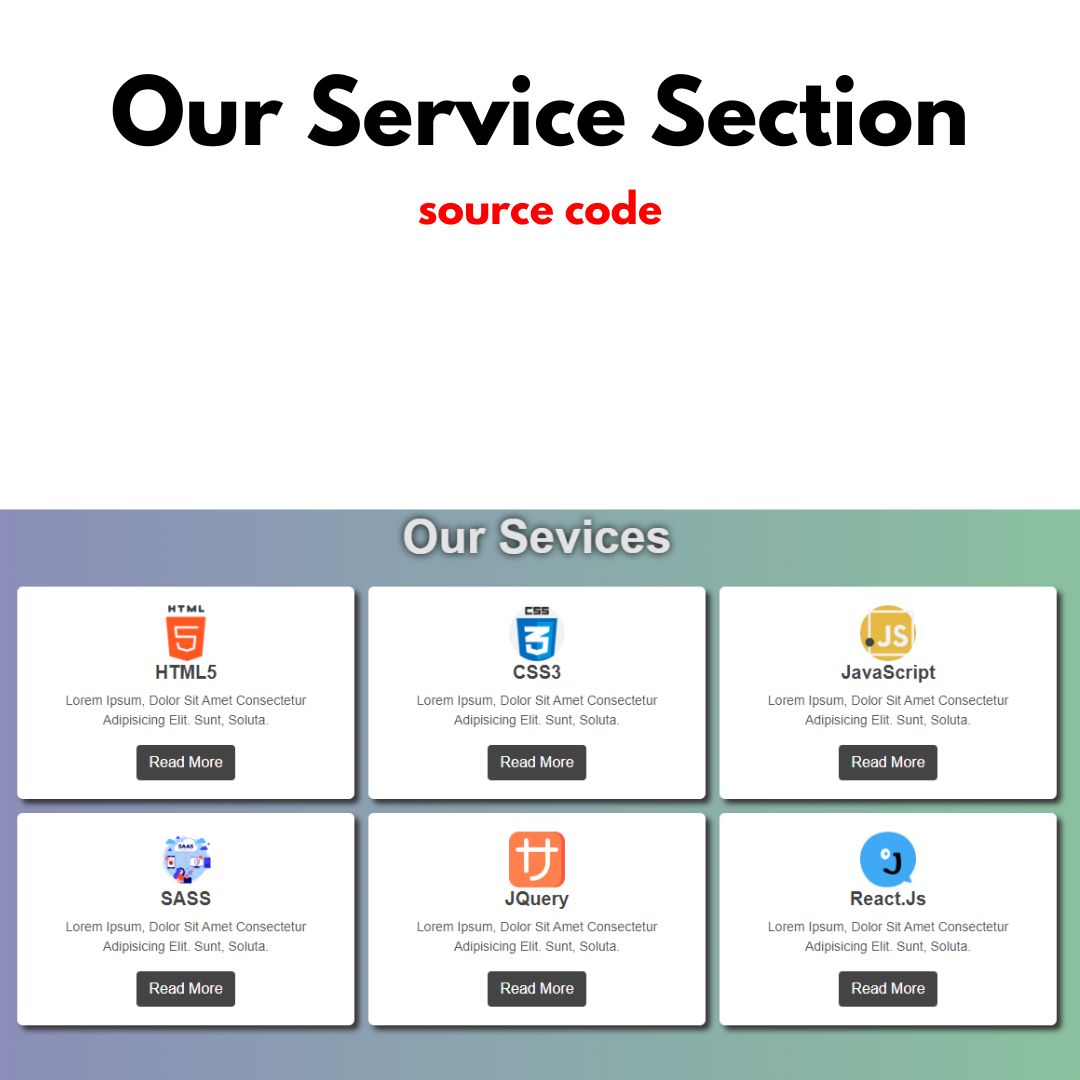 Our Service Section
source code
Our Sevices
HTML
5
HTML5
Lorem Ipsum, Dolor Sit Amet Consectetur
Adipisicing Elit. Sunt, Soluta.
Read More
CSS
3
CSS3
Lorem Ipsum, Dolor Sit Amet Consectetur
Adipisicing Elit. Sunt, Soluta.
Read More
.JS
JavaScript
Lorem Ipsum, Dolor Sit Amet Consectetur
Adipisicing Elit. Sunt, Soluta.
Read More
SAAS
SASS
Lorem Ipsum, Dolor Sit Amet Consectetur
Adipisicing Elit. Sunt, Soluta.
Read More
サ
JQuery
Lorem Ipsum, Dolor Sit Amet Consectetur
Adipisicing Elit. Sunt, Soluta.
Read More
J
React.Js
Lorem Ipsum, Dolor Sit Amet Consectetur
Adipisicing Elit. Sunt, Soluta.
Read More